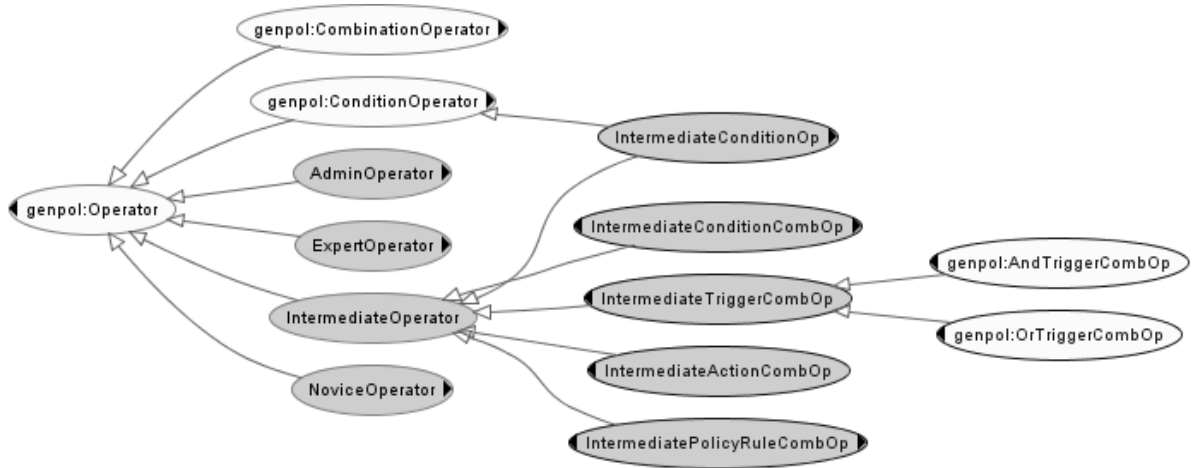 genpol:CombinationOperator
genpol:ConditionOperator
IntermediateConditionOp
AdminOperator
genpol:Operator
IntermediateConditionCombOp
ExpertOperator
genpol:AndTriggerCombOp
IntermediateTriggerCombOp
IntermediateOperator
genpol:OrTriggerCombOp
IntermediateActionCombOp
NoviceOperator
IntermediatePolicyRuleCombOp